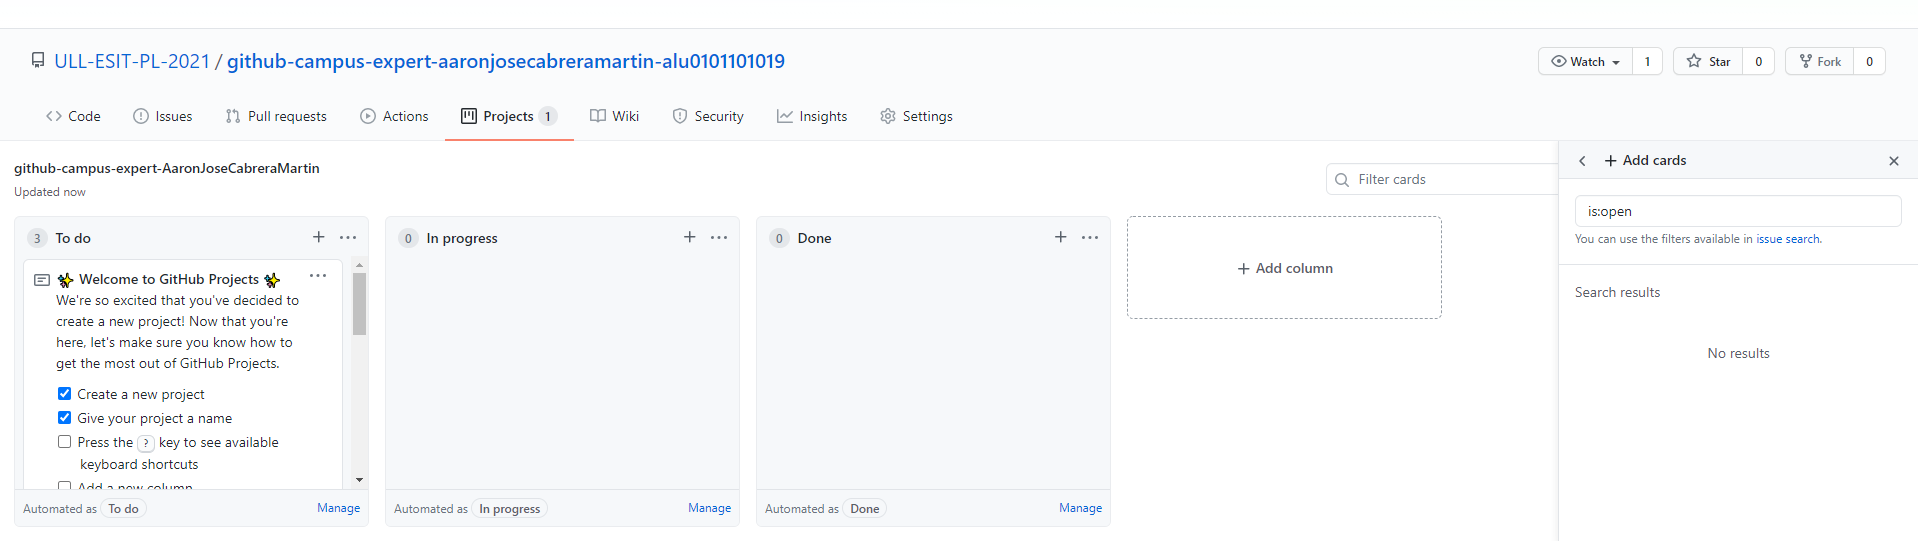 ULL-ESIT-PL-2021 / github-campus-expert-aaronjosecabreramartin-alu0101101019
Watch 1 Star 0 Fork 0
Code Issues Pull requests Actions Projects 1 Wiki Security Insights Settings
github-campus-expert-AaronJoseCabreraMartin
Updated now
Filter cards
3 To do
✨ Welcome to GitHub Projects ✨
We're so excited that you've decided to
create a new project! Now that you're
here, let's make sure you know how to
get the most out of GitHub Projects.
Create a new project
Give your project a name
Press the ? key to see available
keyboard shortcuts
Add a new column
Automated as To do Manage
0 In progress
Automated as In progress Manage
0 Done
Automated as Done Manage
+ Add column
+ Add cards
is:open
You can use the filters available in issue search.
Search results
No results